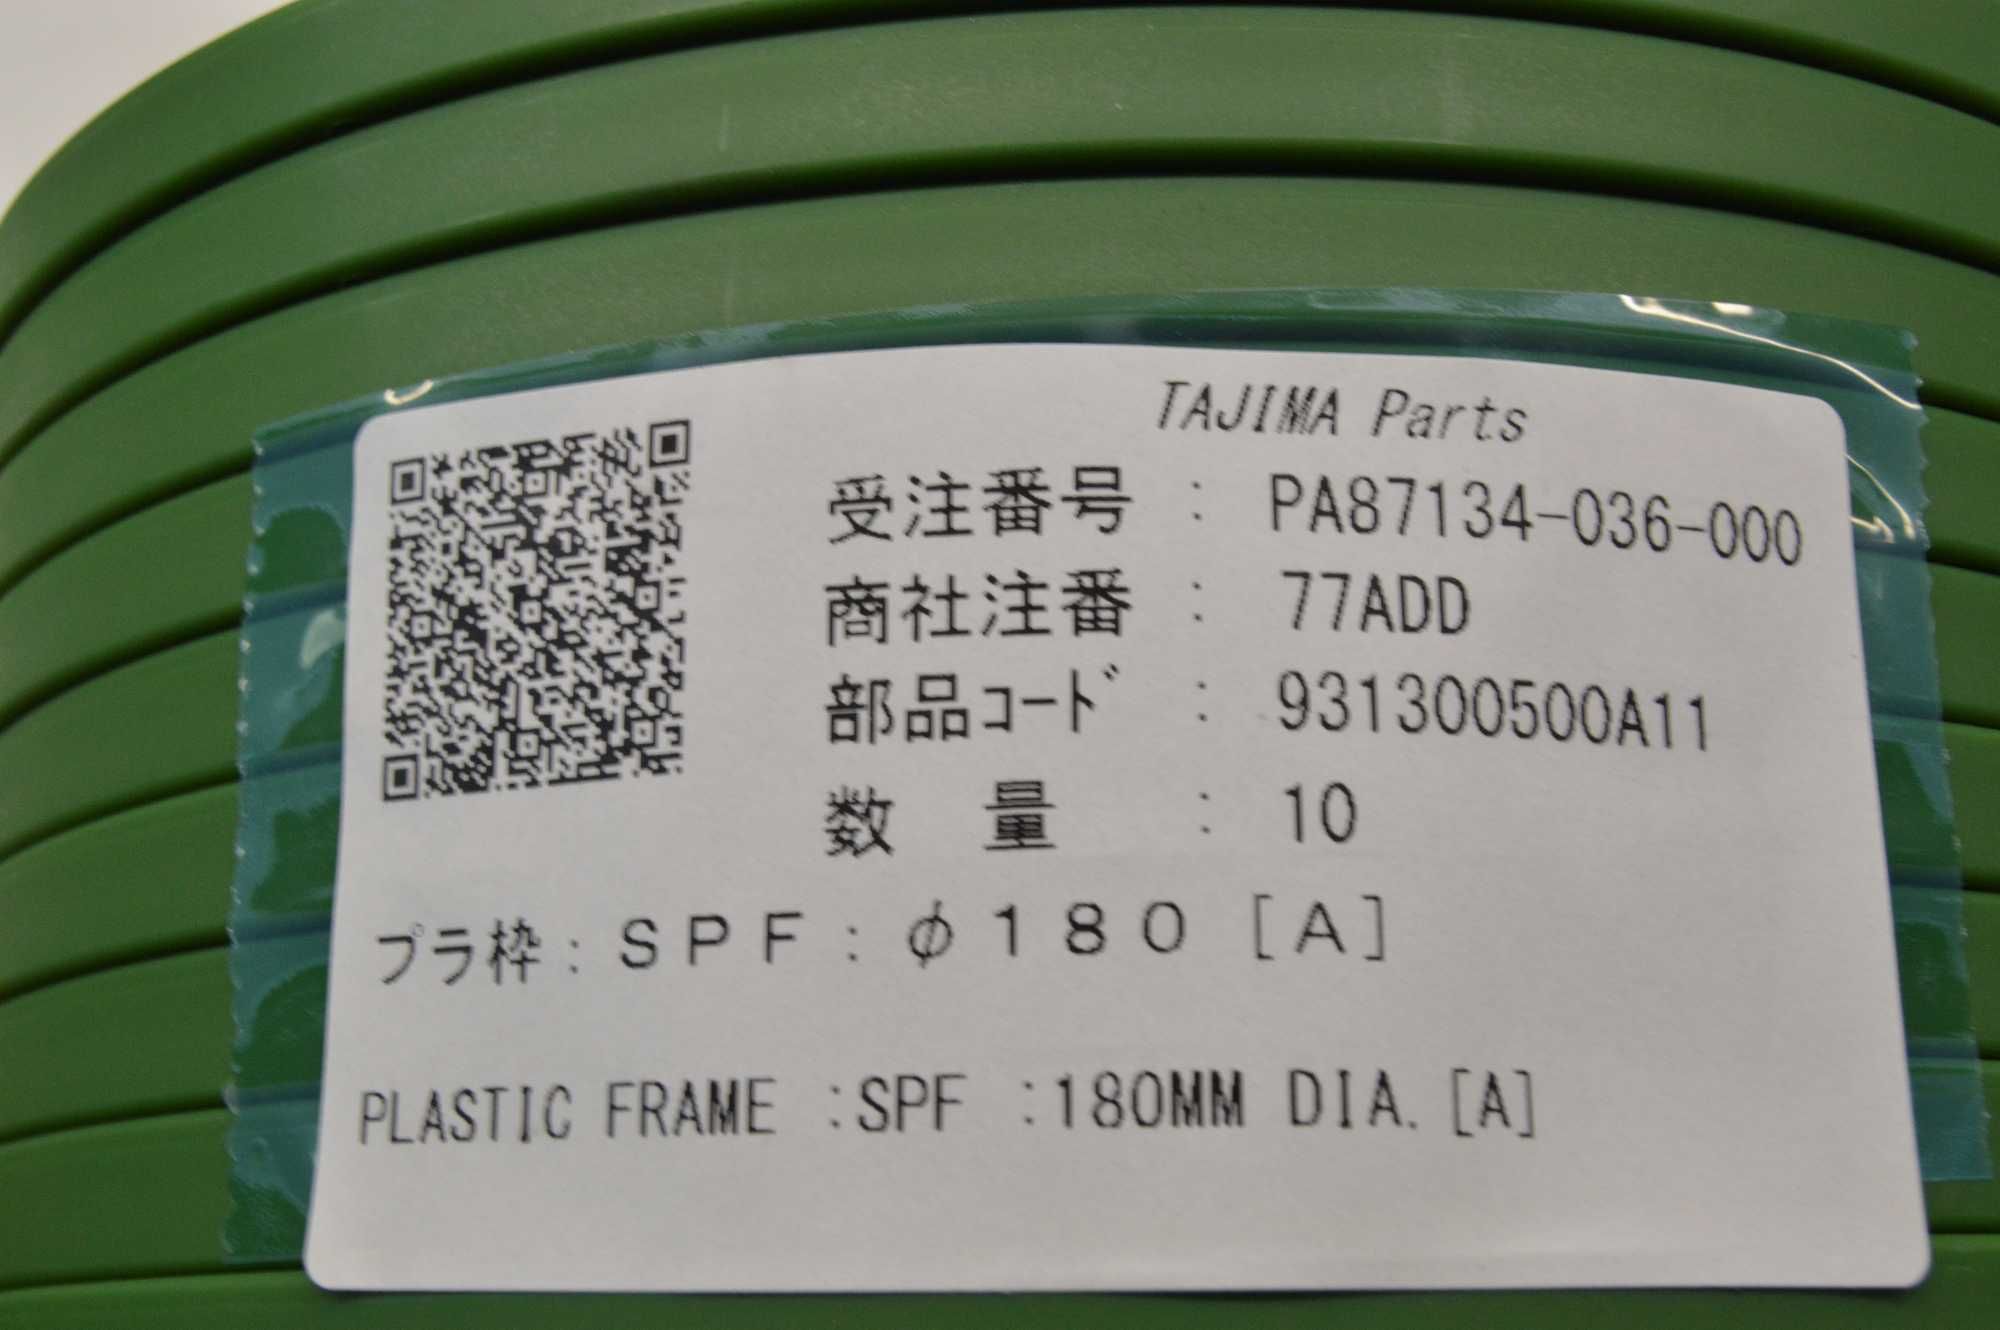 TAJIMA Parts
受注番号 : PA87134-036-000
商社注番 : 77ADD
部品ｺｰﾄﾞ : 931300500A11
数　量 : 10
プラ枠：ＳＰＦ：φ１８０［Ａ］
PLASTIC FRAME :SPF :180MM DIA.[A]